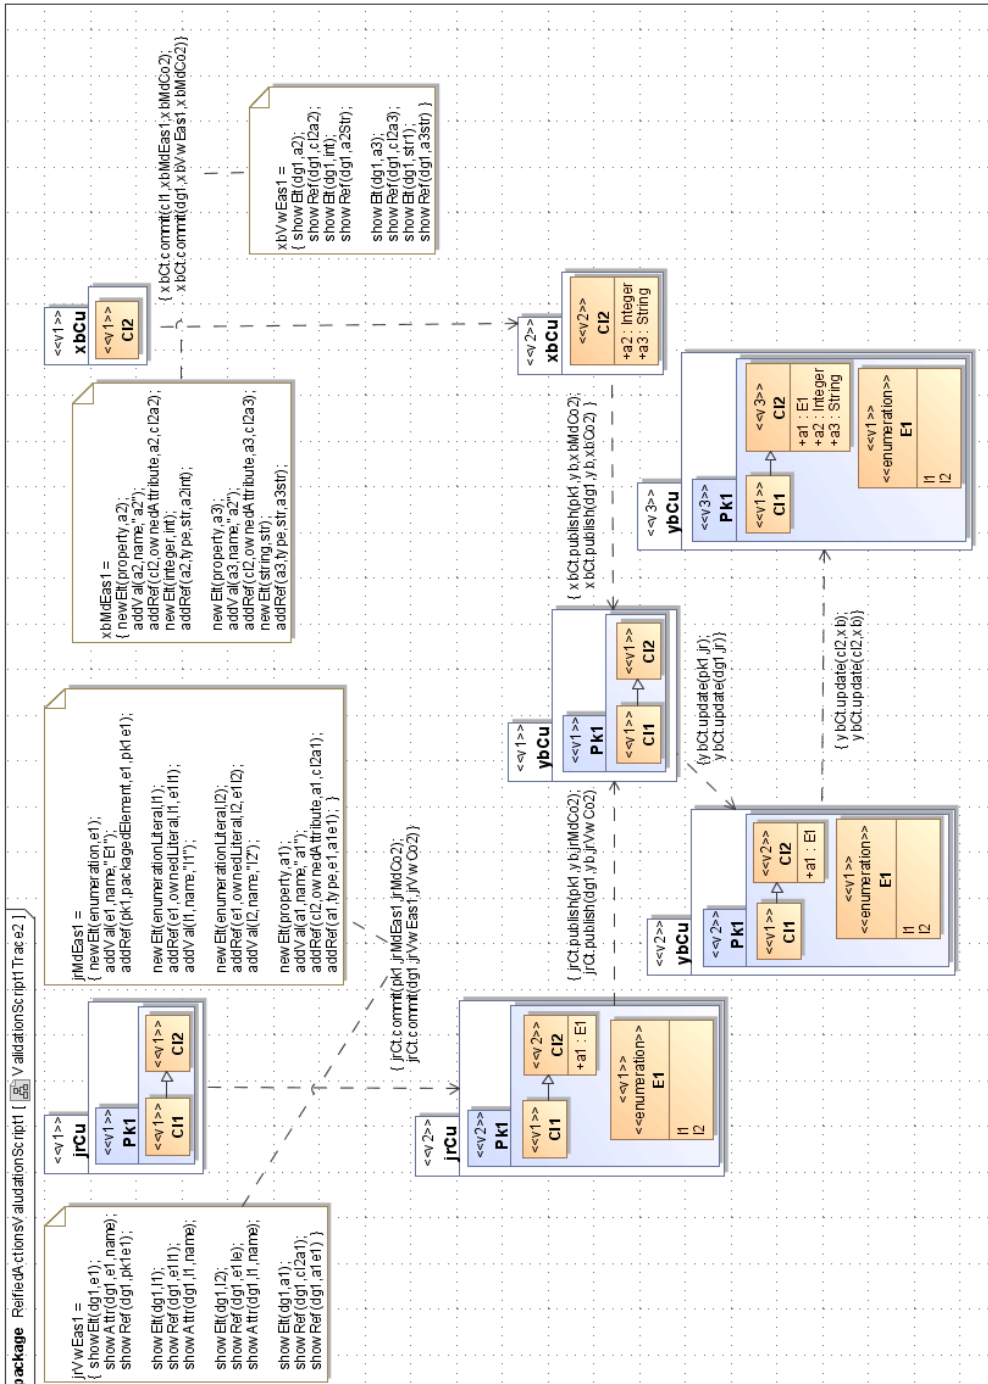 package ReifiedActionsValudationScript1 [ ValidationScript1Trace2 ]
jrVwEas1 =
{ showElt(dg1,e1);
showAttr(dg1,e1,name);
showRef(dg1,pk1e1);
showElt(dg1,l1);
showRef(dg1,e1l1);
showAttr(dg1,l1,name);
showElt(dg1,l2);
showRef(dg1,e1le);
showAttr(dg1,l1,name);
showElt(dg1,a1);
showRef(dg1,cl2a1);
showRef(dg1,a1e1) }
<<v1>>
jrCu
<<v1>>
Pk1
<<v1>>
Cl1
<<v1>>
Cl2
jrMdEas1 =
{ newElt(enumeration,e1);
addVal(e1,name,"E1");
addRef(pk1,packagedElement,e1,pk1e1);
newElt(enumerationLiteral,l1);
addRef(e1,ownedLiteral,l1,e1l1);
addVal(l1,name,"l1");
newElt(enumerationLiteral,l2);
addRef(e1,ownedLiteral,l2,e1l2);
addVal(l2,name,"l2");
newElt(property,a1);
addVal(a1,name,"a1");
addRef(cl2,ownedAttribute,a1,cl2a1);
addRef(a1,type,e1,a1e1); }
xbMdEas1 =
{ newElt(property,a2);
addVal(a2,name,"a2");
addRef(cl2,ownedAttribute,a2,cl2a2);
newElt(integer,int);
addRef(a2,type,str,a2int);
newElt(property,a3);
addVal(a3,name,"a2");
addRef(cl2,ownedAttribute,a3,cl2a3);
newElt(string,str);
addRef(a3,type,str,a3str);
<<v1>>
xbCu
<<v1>>
Cl2
{ xbCt.commit(cl1,xbMdEas1,xbMdCo2);
xbCt.commit(dg1,xbVwEas1,xbMdCo2)}
xbVwEas1 =
{ showElt(dg1,a2);
showRef(dg1,cl2a2);
showElt(dg1,int);
showRef(dg1,a2Str);
showElt(dg1,a3);
showRef(dg1,cl2a3);
showElt(dg1,str1);
showRef(dg1,a3str) }
{ jrCt.commit(pk1,jrMdEas1,jrMdCo2);
jrCt.commit(dg1,jrVwEas1,jrVwCo2)}
<<v2>>
jrCu
<<v2>>
Pk1
<<v1>>
Cl1
<<v2>>
Cl2
+a1 : E1
<<v1>>
<<enumeration>>
E1
l1
l2
{ jrCt.publish(pk1,yb,jrMdCo2);
jrCt.publish(dg1,yb,jrVwCo2)
<<v1>>
ybCu
<<v1>>
Pk1
<<v1>>
Cl1
<<v1>>
Cl2
{ xbCt.publish(pk1,yb,xbMdCo2);
xbCt.publish(dg1,yb,xbCo2) }
<<v2>>
xbCu
<<v2>>
Cl2
+a2 : Integer
+a3 : String
{ybCt.update(pk1,jr);
ybCt.update(dg1,jr)}
<<v2>>
ybCu
<<v2>>
Pk1
<<v1>>
Cl1
<<v2>>
Cl2
+a1 : E1
<<v1>>
<<enumeration>>
E1
l1
l2
{ ybCt.update(cl2,xb);
ybCt.update(cl2,xb)}
<<v3>>
ybCu
<<v3>>
Pk1
<<v1>>
Cl1
<<v3>>
Cl2
+a1 : E1
+a2 : Integer
+a3 : String
<<v1>>
<<enumeration>>
E1
l1
l2